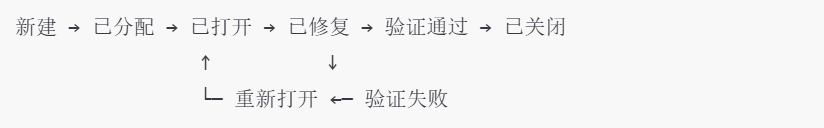 新建 → 已分配 → 已打开 → 已修复 → 验证通过 → 已关闭
↑ ↓
└─ 重新打开 ←─ 验证失败